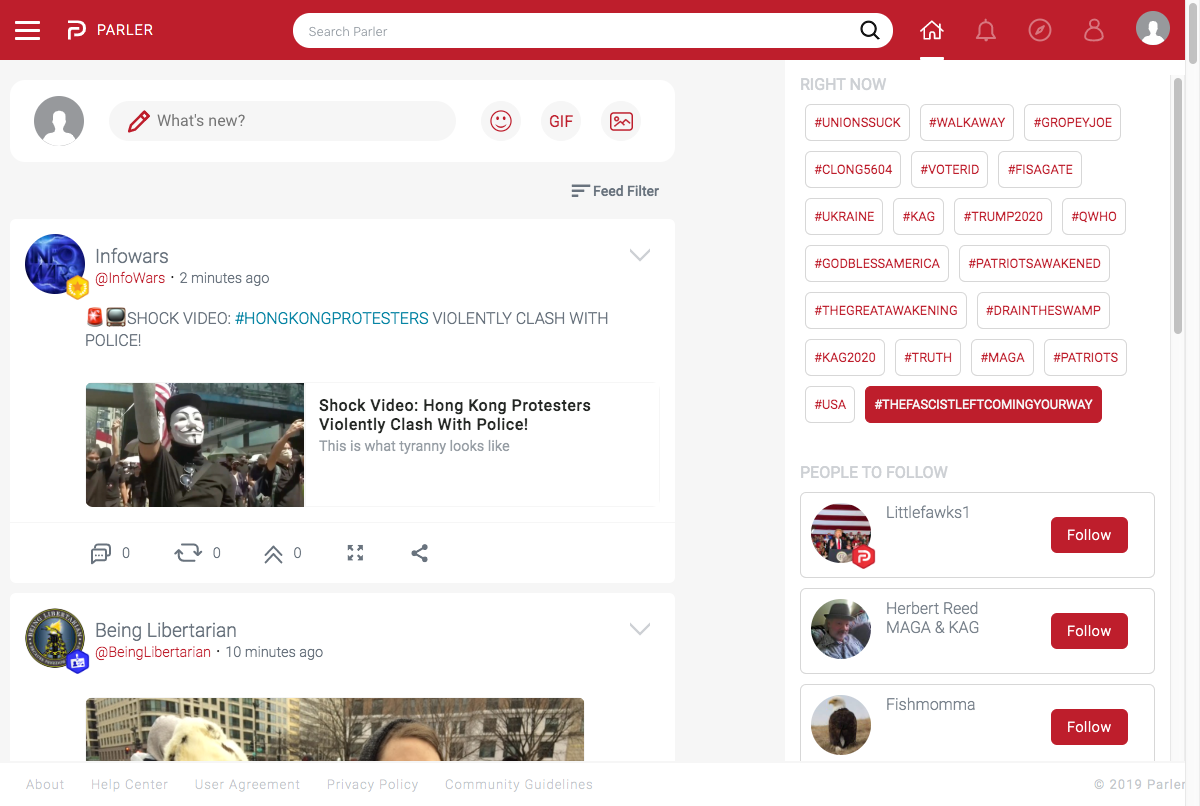 PARLER
Search Parler
What's new?
GIF
Feed Filter
INFO
WARS
Infowars
@InfoWars · 2 minutes ago
🚨📺SHOCK VIDEO: #HONGKONGPROTESTERS VIOLENTLY CLASH WITH
POLICE!
Shock Video: Hong Kong Protesters
Violently Clash With Police!
This is what tyranny looks like
0 0 0
BEING LIBERTARIAN
Being Libertarian
@BeingLibertarian · 10 minutes ago
RIGHT NOW
#UNIONSSUCK #WALKAWAY #GROPEYJOE
#CLONG5604 #VOTERID #FISAGATE
#UKRAINE #KAG #TRUMP2020 #QWHO
#GODBLESSAMERICA #PATRIOTSAWAKENED
#THEGREATAWAKENING #DRAINTHESWAMP
#KAG2020 #TRUTH #MAGA #PATRIOTS
#USA #THEFASCISTLEFTCOMINGYOURWAY
PEOPLE TO FOLLOW
Littlefawks1
Follow
Herbert Reed
MAGA & KAG
Follow
Fishmomma
Follow
About Help Center User Agreement Privacy Policy Community Guidelines © 2019 Parler